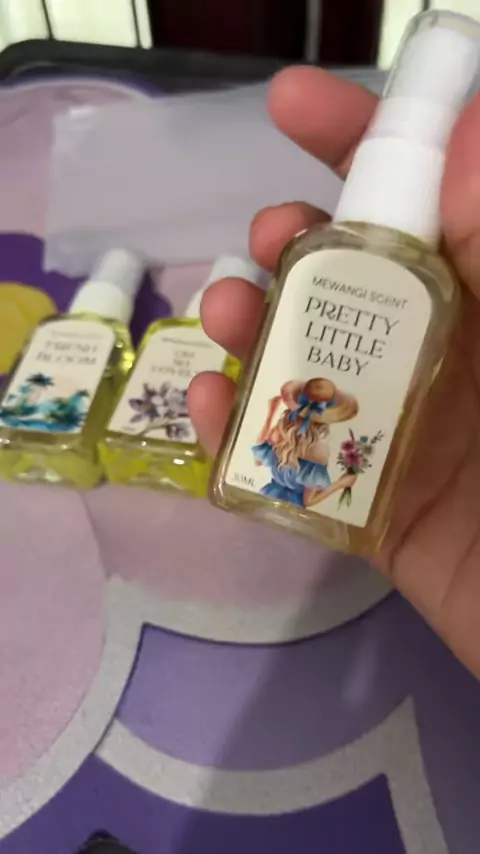 MEWANGI SCENT
PRETTY
LITTLE
BABY
30ML
FRESH
BLOOM
OH
SO
LOVELY